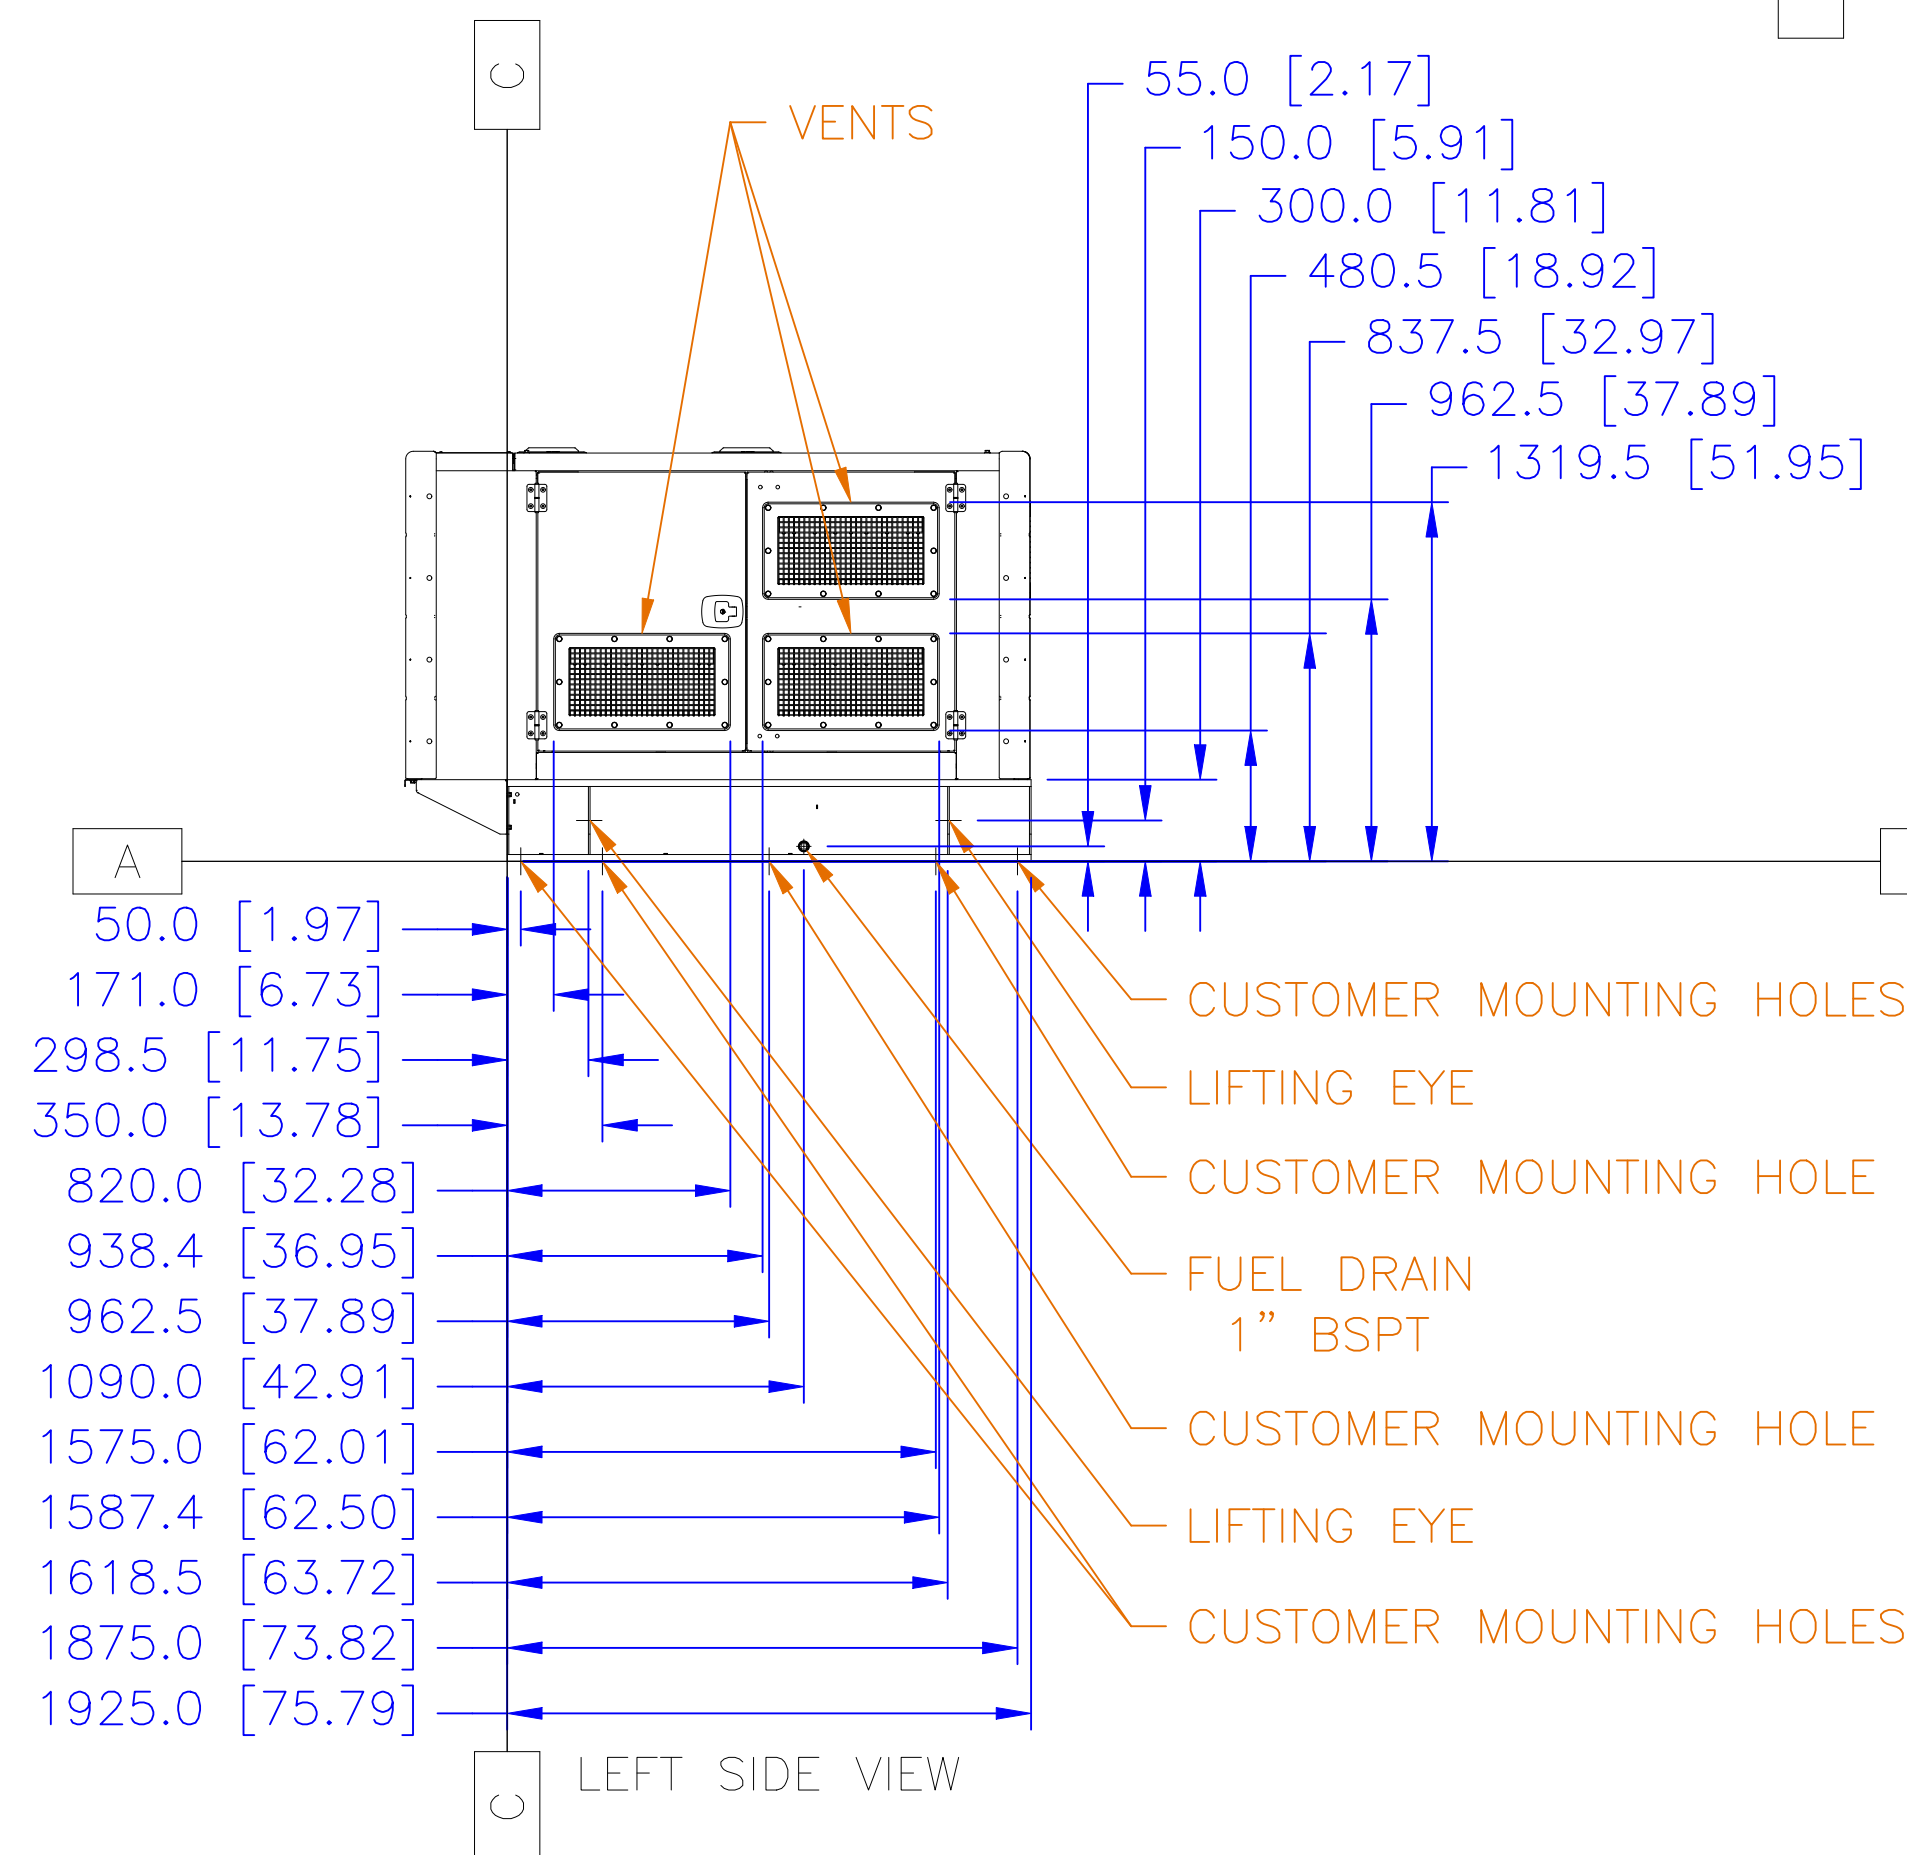 C
VENTS
55.0 [2.17]
150.0 [5.91]
300.0 [11.81]
480.5 [18.92]
837.5 [32.97]
962.5 [37.89]
1319.5 [51.95]
A
50.0 [1.97]
171.0 [6.73]
298.5 [11.75]
350.0 [13.78]
820.0 [32.28]
938.4 [36.95]
962.5 [37.89]
1090.0 [42.91]
1575.0 [62.01]
1587.4 [62.50]
1618.5 [63.72]
1875.0 [73.82]
1925.0 [75.79]
CUSTOMER MOUNTING HOLES
LIFTING EYE
CUSTOMER MOUNTING HOLE
FUEL DRAIN
1” BSPT
CUSTOMER MOUNTING HOLE
LIFTING EYE
CUSTOMER MOUNTING HOLES
LEFT SIDE VIEW
C